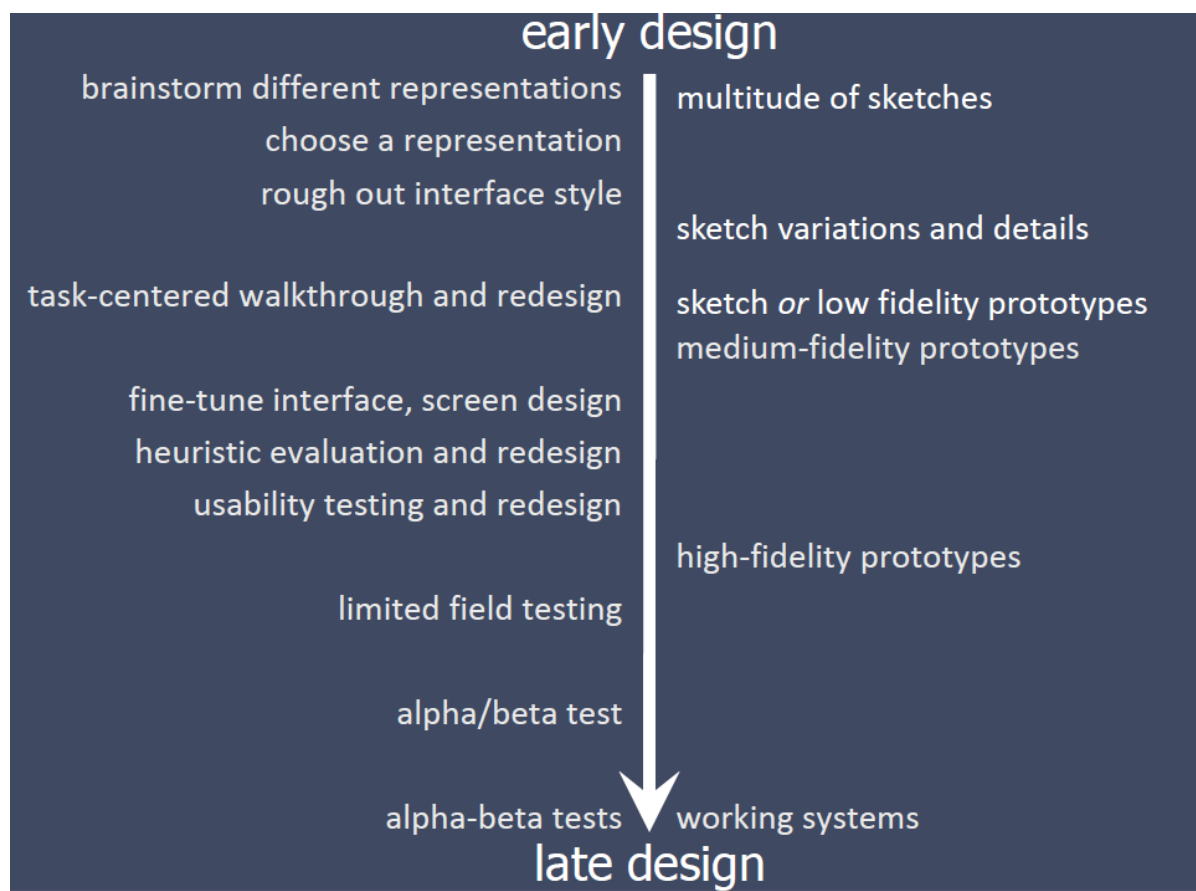 early design
brainstorm different representations
multitude of sketches
choose a representation
rough out interface style
sketch variations and details
task-centered walkthrough and redesign
sketch or low fidelity prototypes
medium-fidelity prototypes
fine-tune interface, screen design
heuristic evaluation and redesign
usability testing and redesign
high-fidelity prototypes
limited field testing
alpha/beta test
alpha-beta tests
working systems
late design